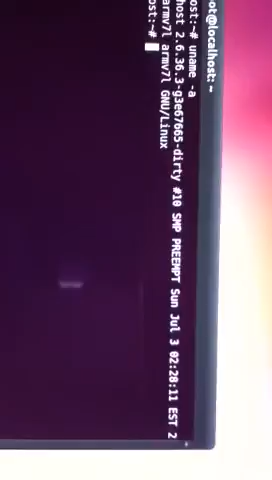 ot@localhost: ~
ost:~# uname -a
host 2.6.36.3-g3e67665-dirty #10 SMP PREEMPT Sun Jul 3 02:28:11 EST 2
armv7l armv7l GNU/Linux
ost:~#